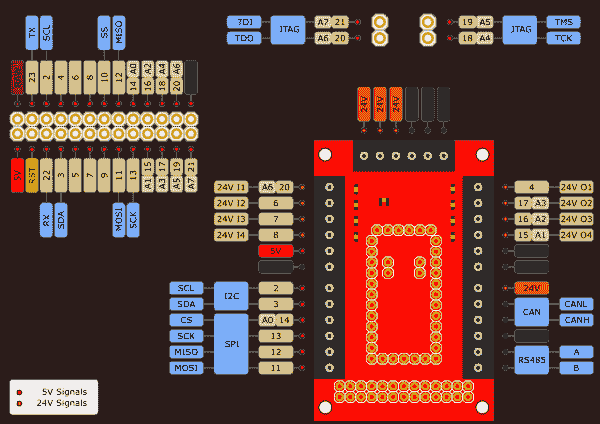 TDI A7 21
JTAG
TDO A6 20
19 A5 TMS
JTAG
18 A4 TCK
TX SCL SS MISO
23 2 4 6 8 10 12 14 A0 16 A2 18 A4 20 A6
5V RST 22 3 5 7 9 11 13 A1 15 A3 17 A5 19 A7 21
RX SDA MOSI SCK
24V I1 A6 20
24V I2 6
24V I3 7
24V I4 8
5V
SCL 2
I2C
SDA 3
CS A0 14
SCK 13
SPI
MISO 12
MOSI 11
4 24V O1
17 A3 24V O2
16 A2 24V O3
15 A1 24V O4
24V
CAN CANL
CANH
RS485 A
B
5V Signals
24V Signals